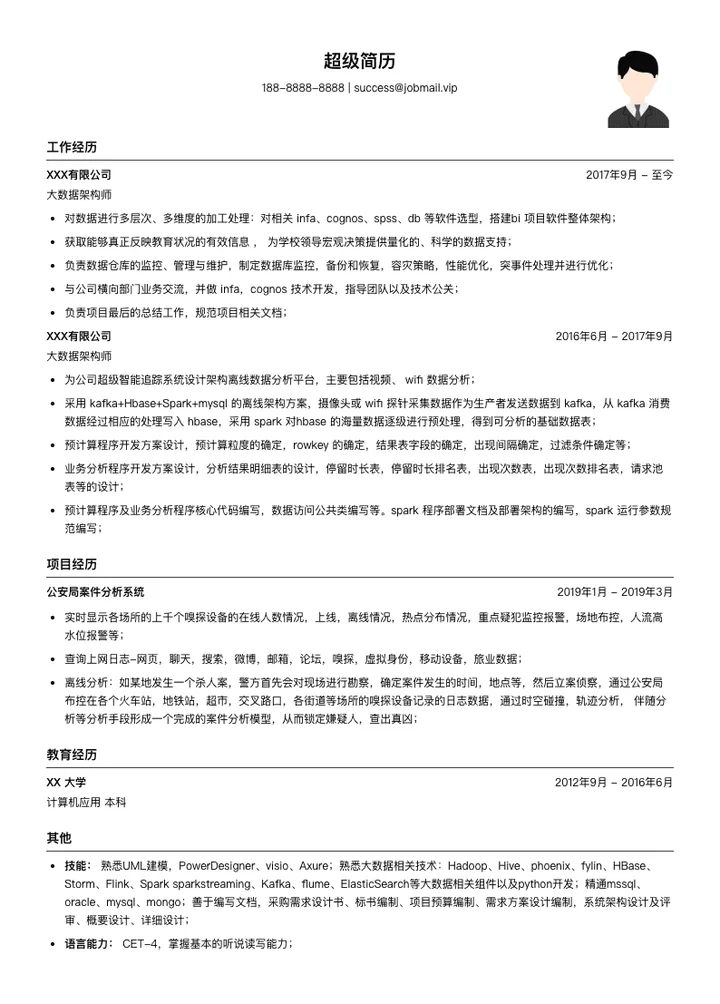 超级简历
188-8888-8888 | success@jobmail.vip
工作经历
XXX有限公司 2017年9月 – 至今
大数据架构师
• 对数据进行多层次、多维度的加工处理：对相关 infa、cognos、spss、db 等软件选型，搭建bi 项目软件整体架构；
• 获取能够真正反映教育状况的有效信息 ， 为学校领导宏观决策提供量化的、科学的数据支持；
• 负责数据仓库的监控、管理与维护，制定数据库监控，备份和恢复，容灾策略，性能优化，突事件处理并进行优化；
• 与公司横向部门业务交流，并做 infa，cognos 技术开发，指导团队以及技术公关；
• 负责项目最后的总结工作，规范项目相关文档；
XXX有限公司 2016年6月 – 2017年9月
大数据架构师
• 为公司超级智能追踪系统设计架构离线数据分析平台，主要包括视频、 wifi 数据分析；
• 采用 kafka+Hbase+Spark+mysql 的离线架构方案，摄像头或 wifi 探针采集数据作为生产者发送数据到 kafka，从 kafka 消费
数据经过相应的处理写入 hbase，采用 spark 对hbase 的海量数据逐级进行预处理，得到可分析的基础数据表；
• 预计算程序开发方案设计，预计算粒度的确定，rowkey 的确定，结果表字段的确定，出现间隔确定，过滤条件确定等；
• 业务分析程序开发方案设计，分析结果明细表的设计，停留时长表，停留时长排名表，出现次数表，出现次数排名表，请求池
表等的设计；
• 预计算程序及业务分析程序核心代码编写，数据访问公共类编写等。spark 程序部署文档及部署架构的编写，spark 运行参数规
范编写；
项目经历
公安局案件分析系统 2019年1月 – 2019年3月
• 实时显示各场所的上千个嗅探设备的在线人数情况，上线，离线情况，热点分布情况，重点疑犯监控报警，场地布控，人流高
水位报警等；
• 查询上网日志–网页，聊天，搜索，微博，邮箱，论坛，嗅探，虚拟身份，移动设备，旅业数据；
• 离线分析：如某地发生一个杀人案，警方首先会对现场进行勘察，确定案件发生的时间，地点等，然后立案侦察，通过公安局
布控在各个火车站，地铁站，超市，交叉路口，各街道等场所的嗅探设备记录的日志数据，通过时空碰撞，轨迹分析， 伴随分
析等分析手段形成一个完成的案件分析模型，从而锁定嫌疑人，查出真凶；
教育经历
XX 大学 2012年9月 – 2016年6月
计算机应用 本科
其他
• 技能： 熟悉UML建模，PowerDesigner、visio、Axure；熟悉大数据相关技术：Hadoop、Hive、phoenix、fylin、HBase、
Storm、Flink、Spark sparkstreaming、Kafka、flume、ElasticSearch等大数据相关组件以及python开发；精通mssql、
oracle、mysql、mongo；善于编写文档，采购需求设计书、标书编制、项目预算编制、需求方案设计编制，系统架构设计及评
审、概要设计、详细设计；
• 语言能力： CET-4，掌握基本的听说读写能力；